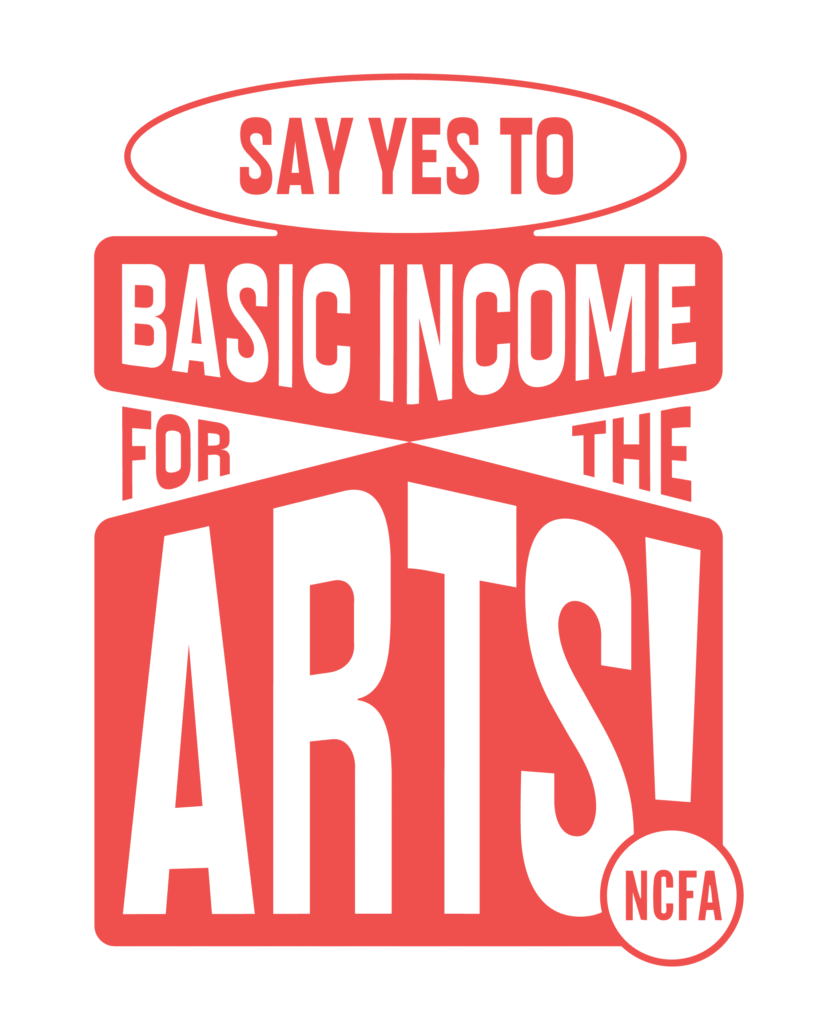 SAY YES TO
BASIC INCOME
FOR THE
ARTS!
NCFA